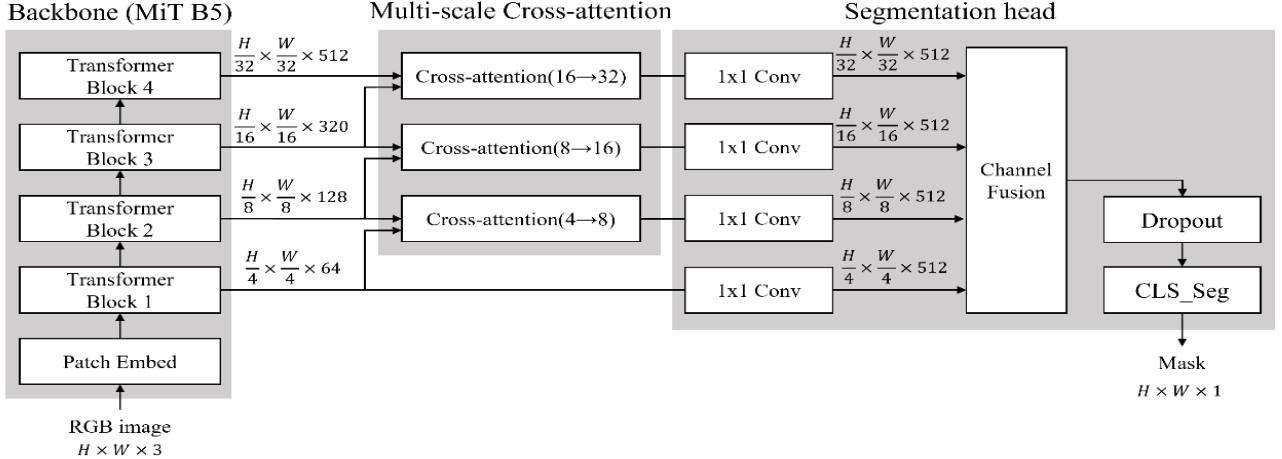 Backbone (MiT B5)
Multi-scale Cross-attention
Segmentation head
Transformer
Block 4
H/32 × W/32 × 512
Cross-attention(16→32)
1x1 Conv
H/32 × W/32 × 512
Transformer
Block 3
H/16 × W/16 × 320
Cross-attention(8→16)
1x1 Conv
H/16 × W/16 × 512
Transformer
Block 2
H/8 × W/8 × 128
Cross-attention(4→8)
1x1 Conv
H/8 × W/8 × 512
Transformer
Block 1
H/4 × W/4 × 64
1x1 Conv
H/4 × W/4 × 512
Channel
Fusion
Dropout
CLS_Seg
Mask
H × W × 1
Patch Embed
RGB image
H × W × 3